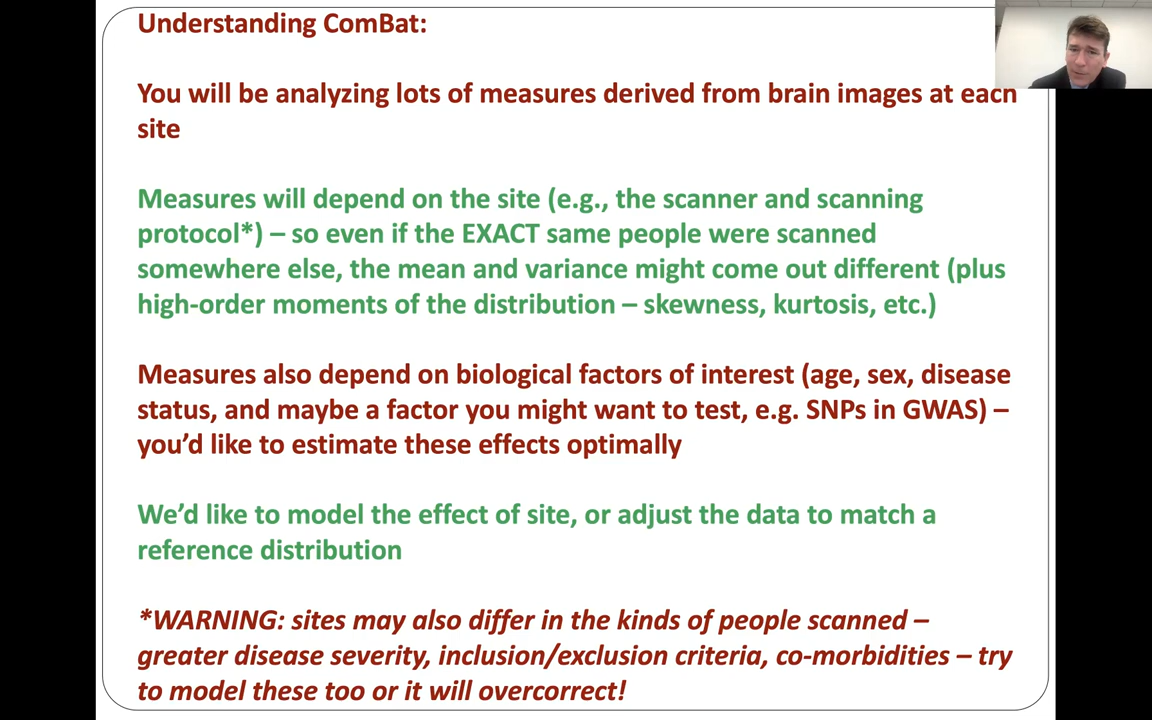 Understanding ComBat:
You will be analyzing lots of measures derived from brain images at each
site
Measures will depend on the site (e.g., the scanner and scanning
protocol*) – so even if the EXACT same people were scanned
somewhere else, the mean and variance might come out different (plus
high-order moments of the distribution – skewness, kurtosis, etc.)
Measures also depend on biological factors of interest (age, sex, disease
status, and maybe a factor you might want to test, e.g. SNPs in GWAS) –
you’d like to estimate these effects optimally
We’d like to model the effect of site, or adjust the data to match a
reference distribution
*WARNING: sites may also differ in the kinds of people scanned –
greater disease severity, inclusion/exclusion criteria, co-morbidities – try
to model these too or it will overcorrect!